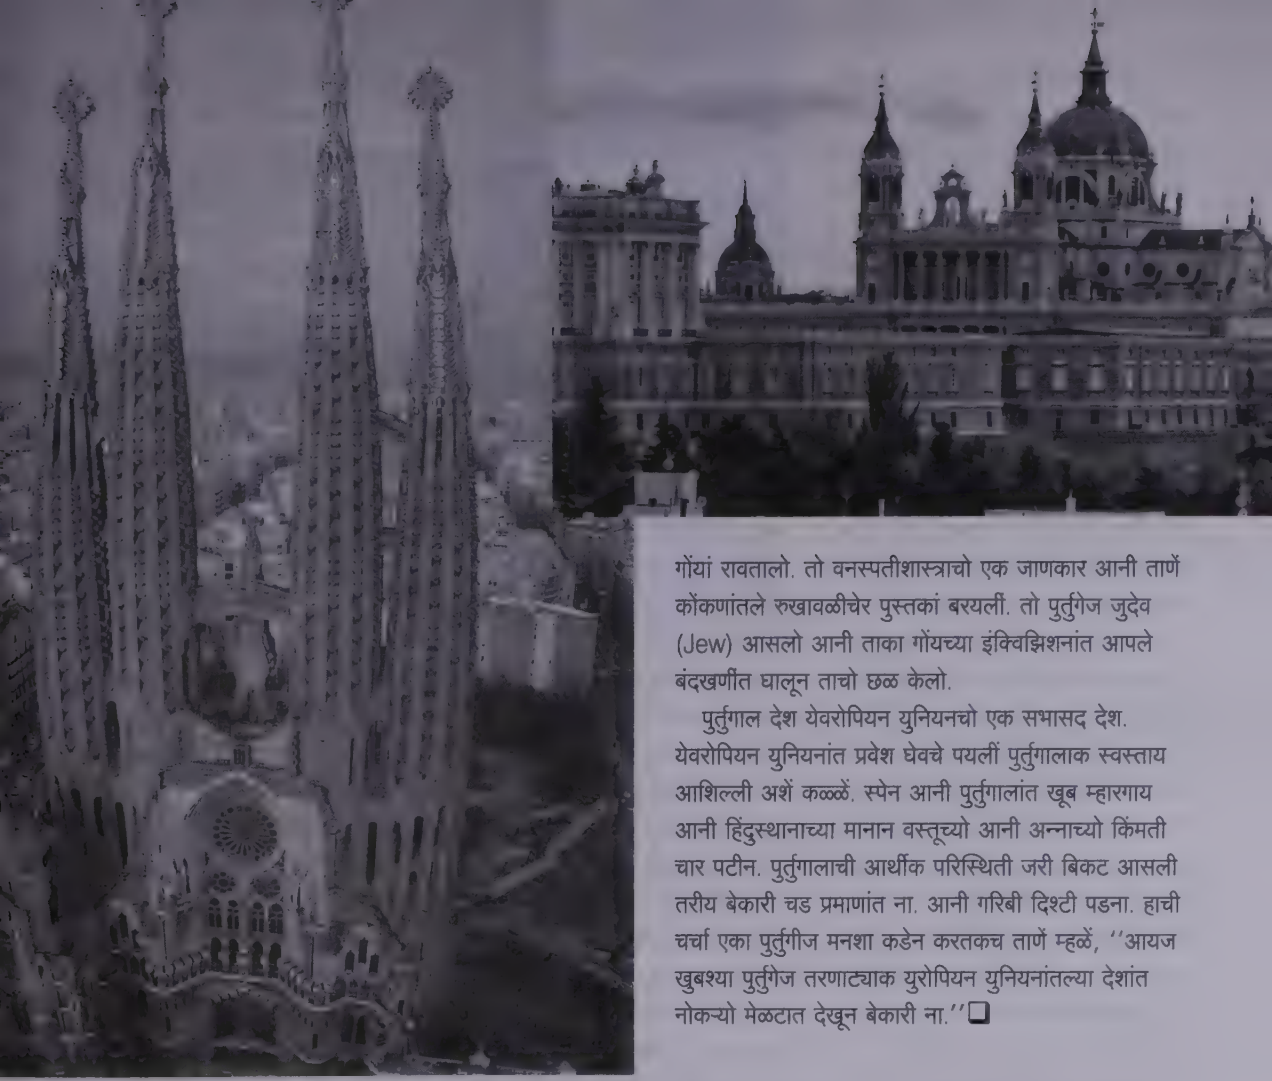 गोंयां रावतालो. तो वनस्पतीशास्त्राचो एक जाणकार आनी ताणें
कोंकणांतले रुखावळीचेर पुस्तकां बरयलीं. तो पुर्तुगेज जुदेव
(Jew) आसलो आनी ताका गोंयच्या इंक्विझिशनांत आपले
बंदखणींत घालून ताचो छळ केलो.
पुर्तुगाल देश येवरोपियन युनियनचो एक सभासद देश.
येवरोपियन युनियनांत प्रवेश घेवचे पयलीं पुर्तुगालाक स्वस्ताय
आशिल्ली अशें कळ्ळें. स्पेन आनी पुर्तुगालांत खूब म्हारगाय
आनी हिंदुस्थानाच्या मानान वस्तूच्यो आनी अन्नाच्यो किंमती
चार पटीन. पुर्तुगालाची आर्थीक परिस्थिती जरी बिकट आसली
तरीय बेकारी चड प्रमाणांत ना. आनी गरिबी दिश्टी पडना. हाची
चर्चा एका पुर्तुगीज मनशा कडेन करतकच ताणें म्हळें, ‘‘आयज
खुबश्या पुर्तुगेज तरणाट्याक युरोपियन युनियनांतल्या देशांत
नोकऱ्यो मेळटात देखून बेकारी ना.’’